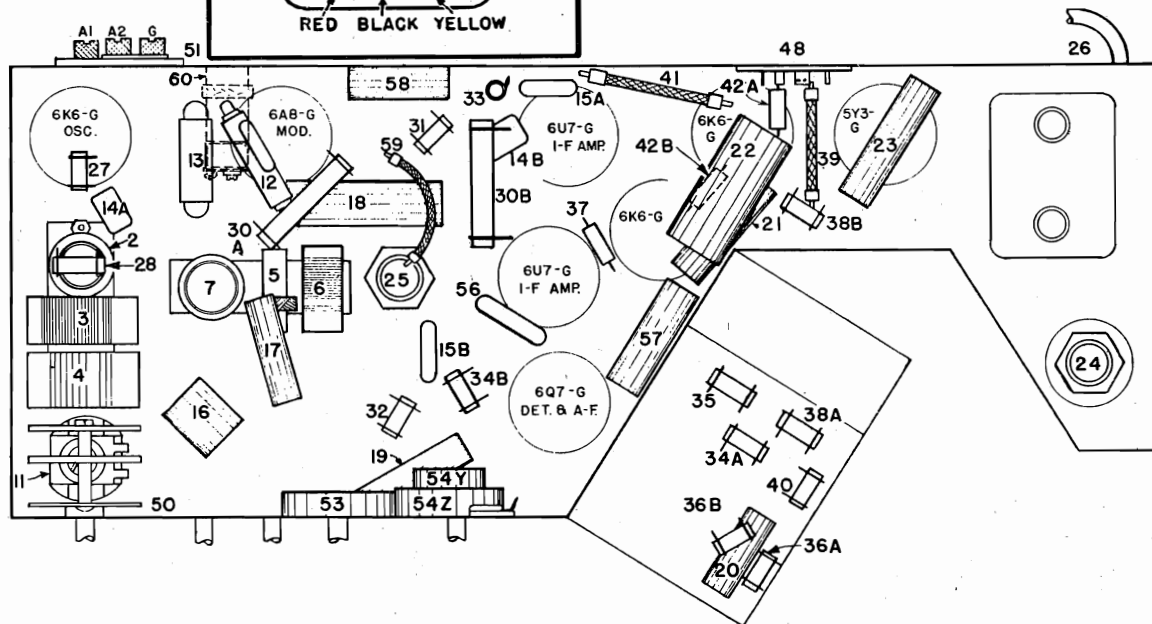 RED BLACK YELLOW
A1 A2 G
51
48
26
60
58
33
15A
41
42A
6K6-G
OSC.
6A8-G
MOD.
31
59
14B
6U7-G
I-F AMP.
6K6-
G
5Y3-
G
27
13
12
42B
22
39
23
14A
18
30B
37
6K6-G
21
38B
2
28
30
A
5
7
6
25
6U7-G
I-F AMP.
56
3
17
15B
57
24
4
16
34B
32
6Q7-G
DET. & A-F.
35
38A
34A
19
11
54Y
40
50
53
54Z
36B
36A
20